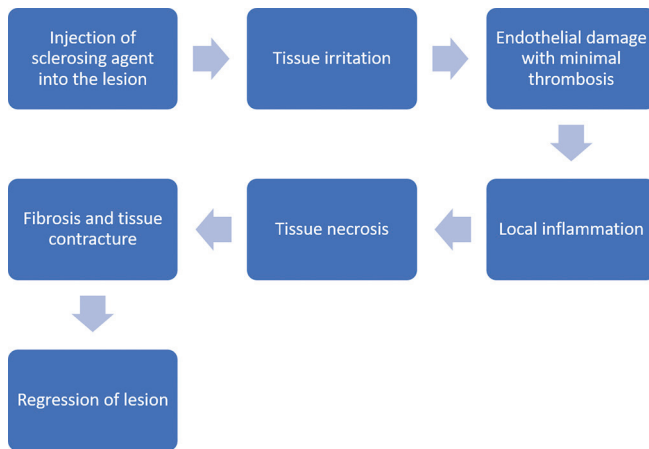 Injection of
sclerosing agent
into the lesion
Tissue irritation
Endothelial damage
with minimal
thrombosis
Local inflammation
Tissue necrosis
Fibrosis and tissue
contracture
Regression of lesion